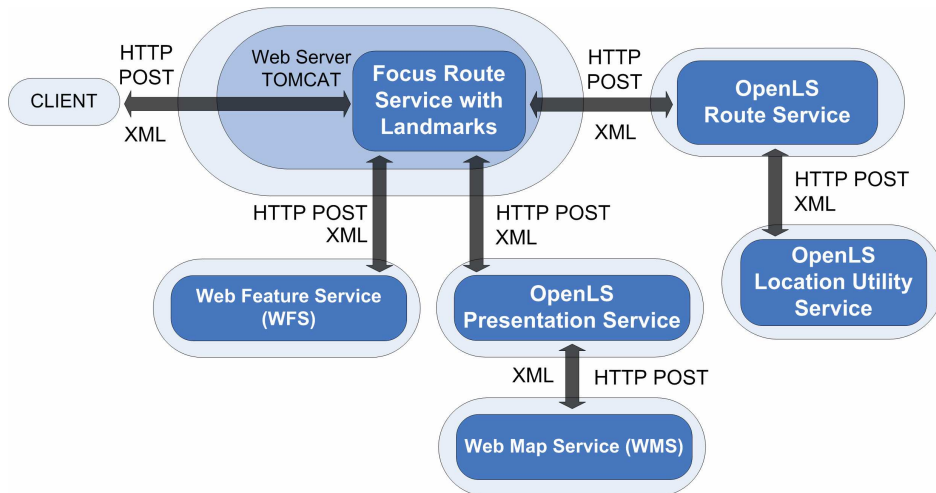 HTTP
POST
XML
CLIENT
Web Server
TOMCAT
Focus Route
Service with
Landmarks
HTTP
POST
XML
OpenLS
Route Service
HTTP POST
XML
HTTP POST
XML
HTTP POST
XML
Web Feature Service
(WFS)
OpenLS
Presentation Service
OpenLS
Location Utility
Service
XML
HTTP POST
Web Map Service (WMS)